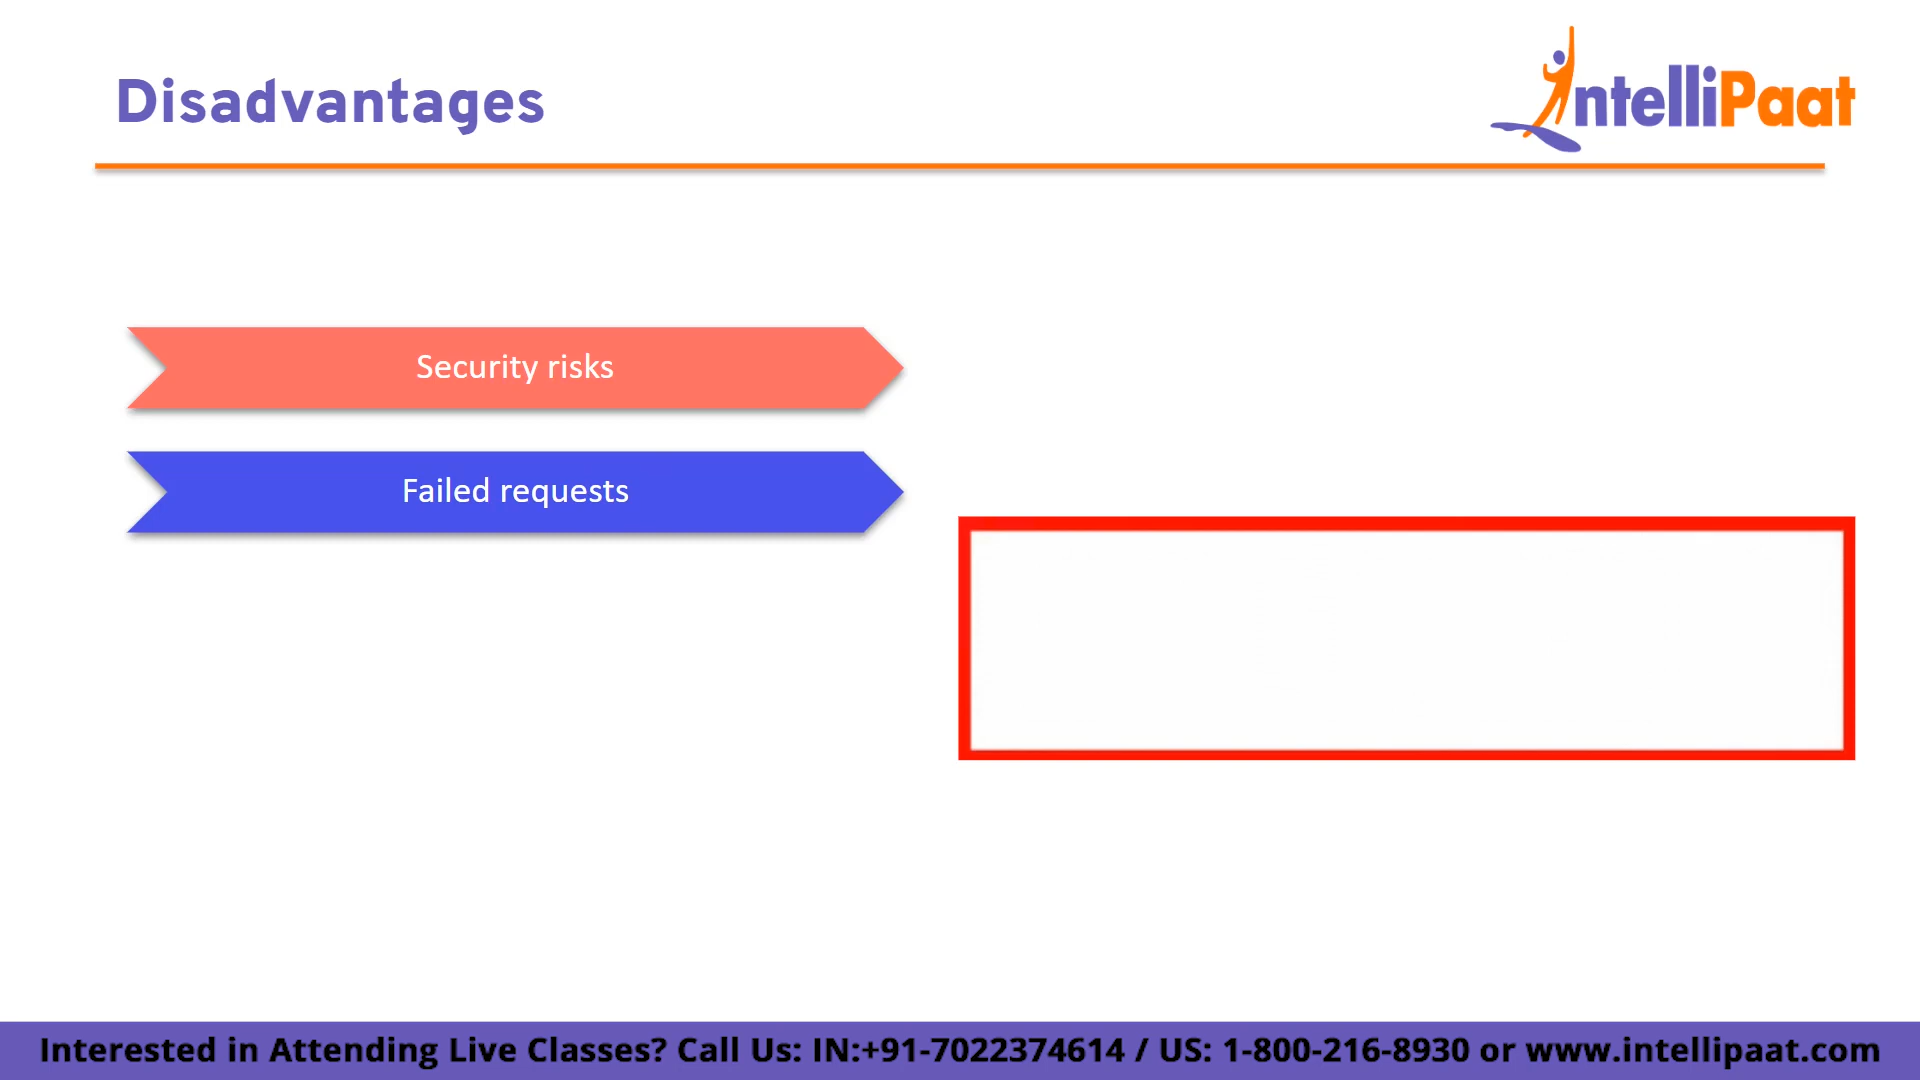 Disadvantages
IntelliPaat
Security risks
Failed requests
Interested in Attending Live Classes? Call Us: IN:+91-7022374614 / US: 1-800-216-8930 or www.intellipaat.com